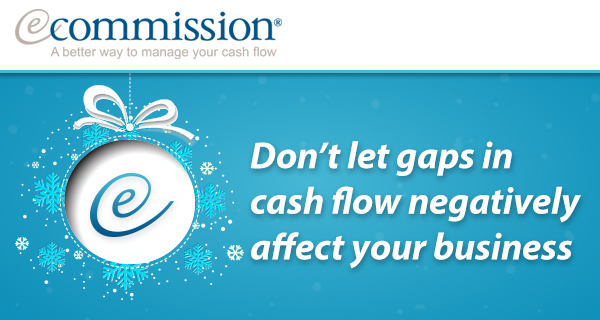 ecommission®
A better way to manage your cash flow
e
Don't let gaps in
cash flow negatively
affect your business